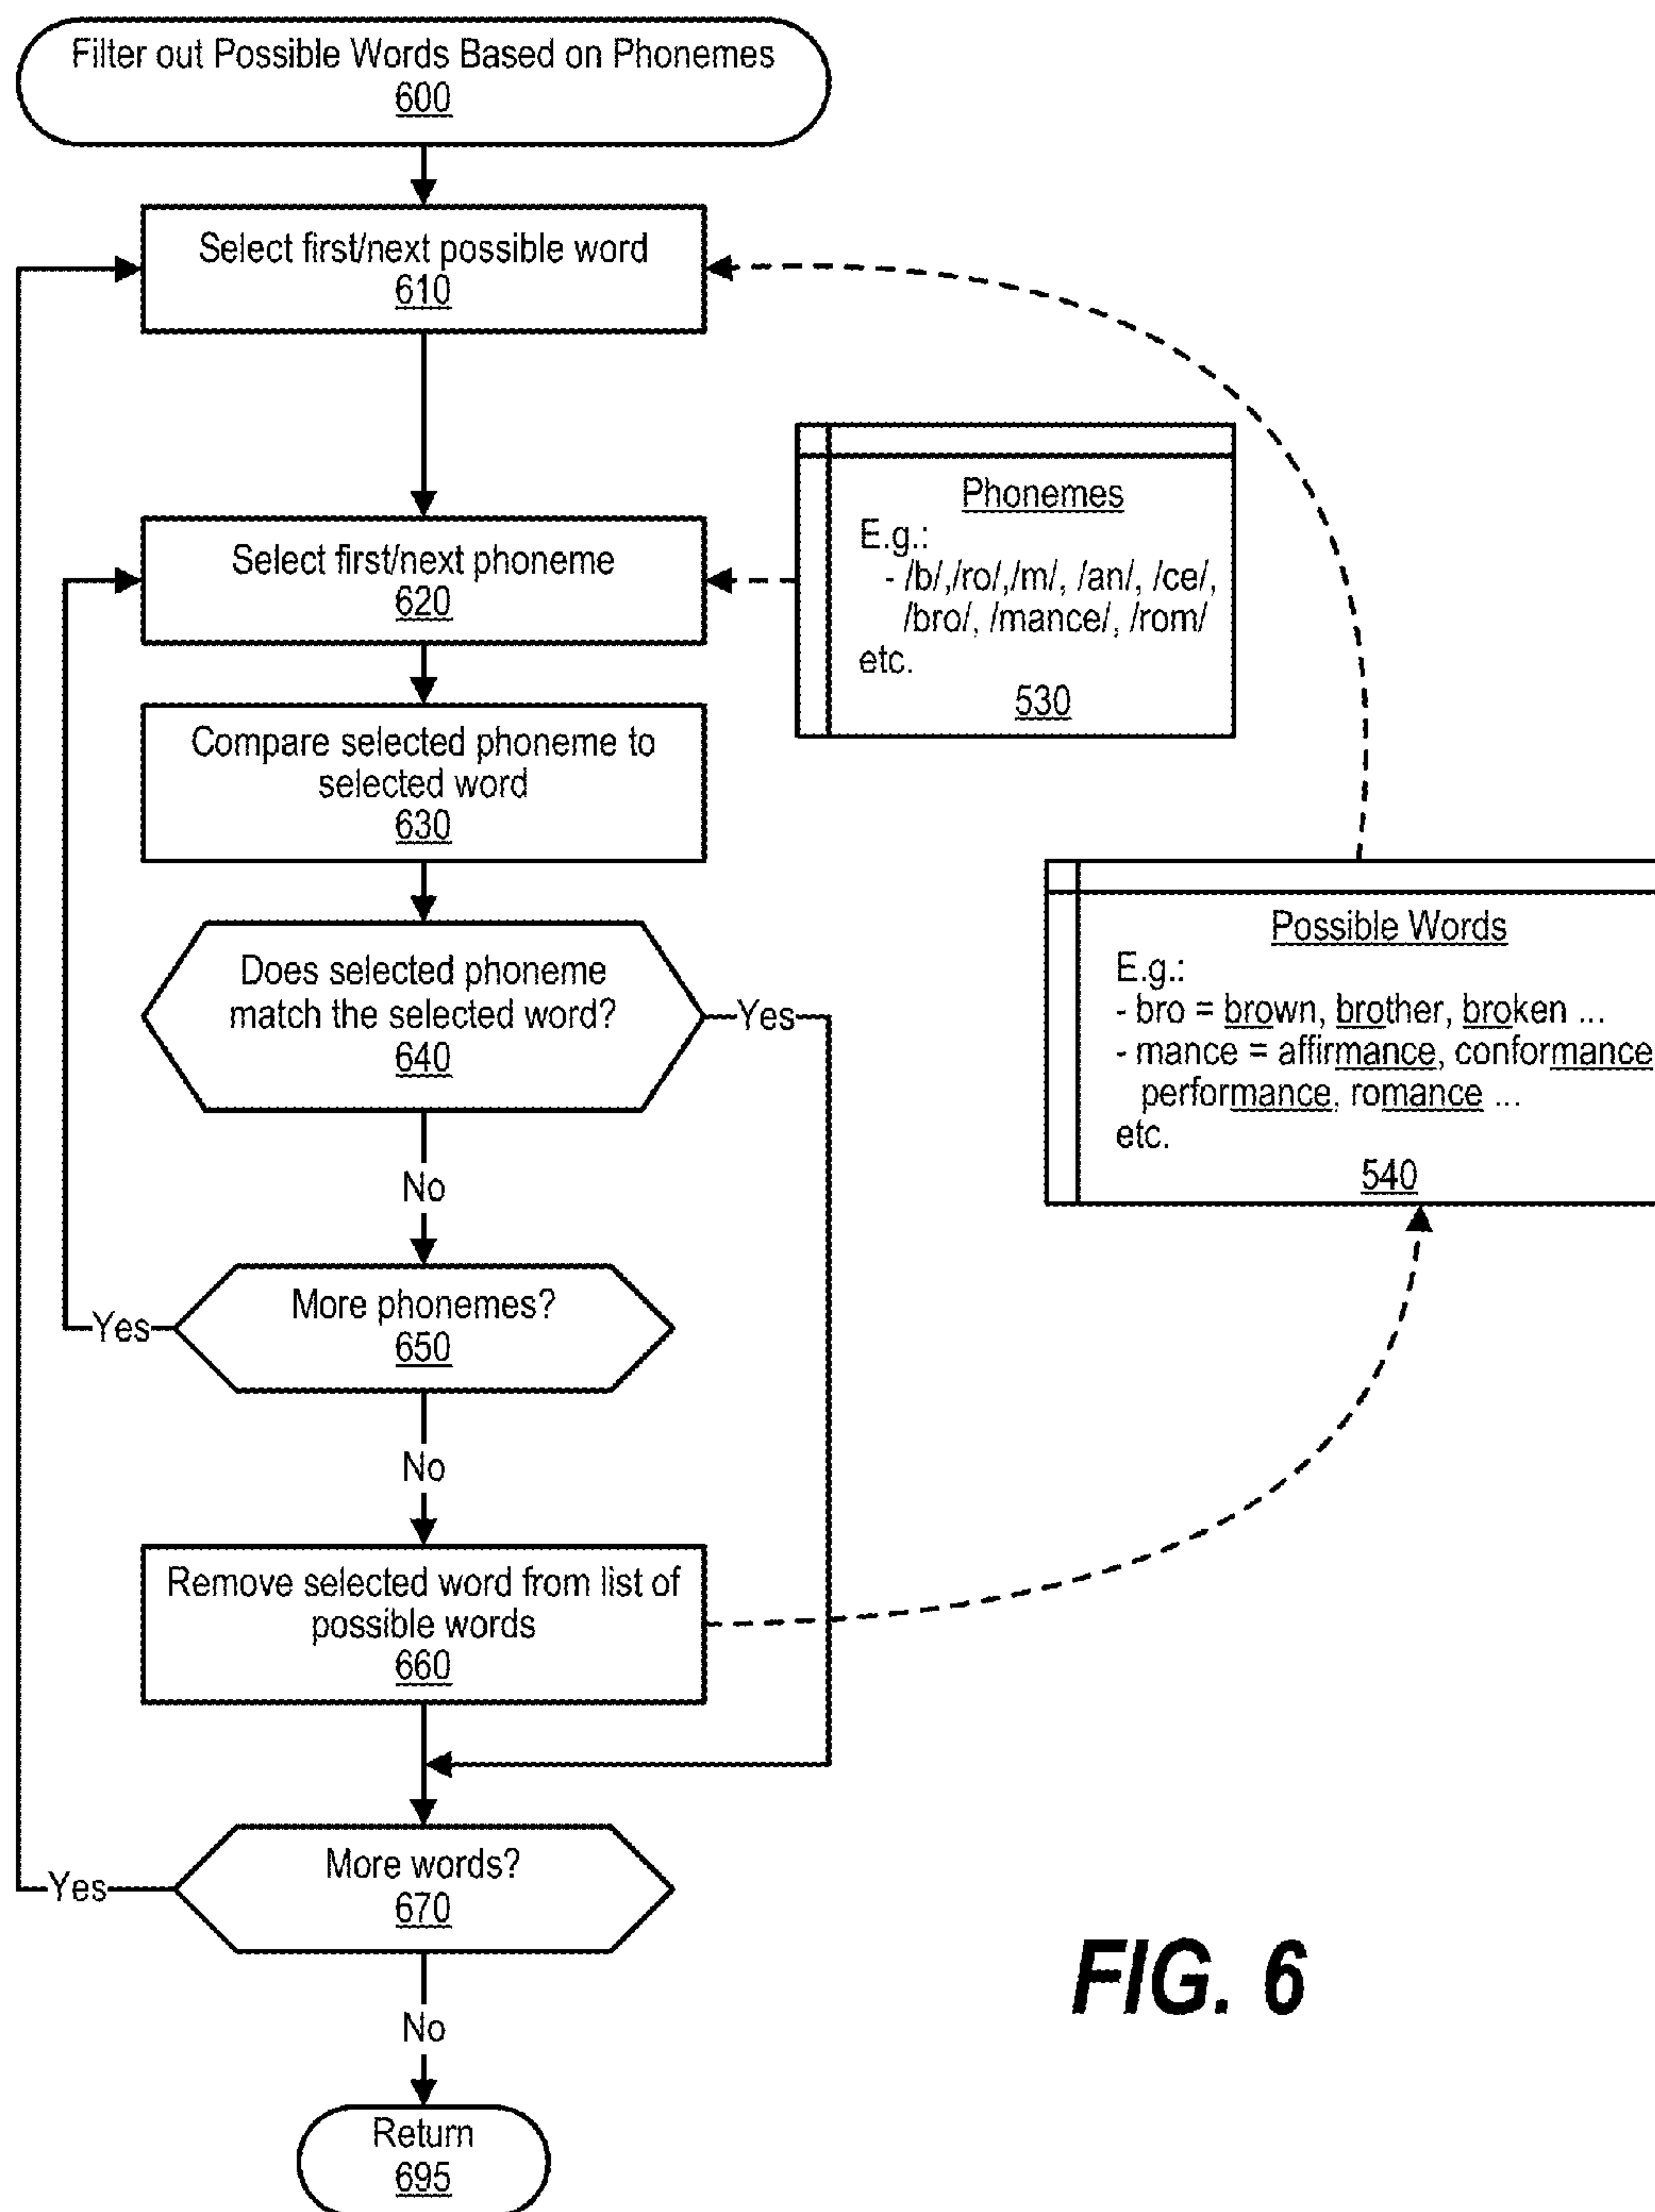 Filter out Possible Words Based on Phonemes
600
Select first/next possible word
610
Phonemes
E.g.:
- /b/,/ro/,/m/, /an/, /ce/,
/bro/, /mance/, /rom/
etc.
530
Select first/next phoneme
620
Compare selected phoneme to
selected word
630
Does selected phoneme
match the selected word?
640
Yes
No
Possible Words
E.g.:
- bro = brown, brother, broken ...
- mance = affirmance, conformance
performance, romance ...
etc.
540
More phonemes?
650
Yes
No
Remove selected word from list of
possible words
660
More words?
670
Yes
No
Return
695
FIG. 6